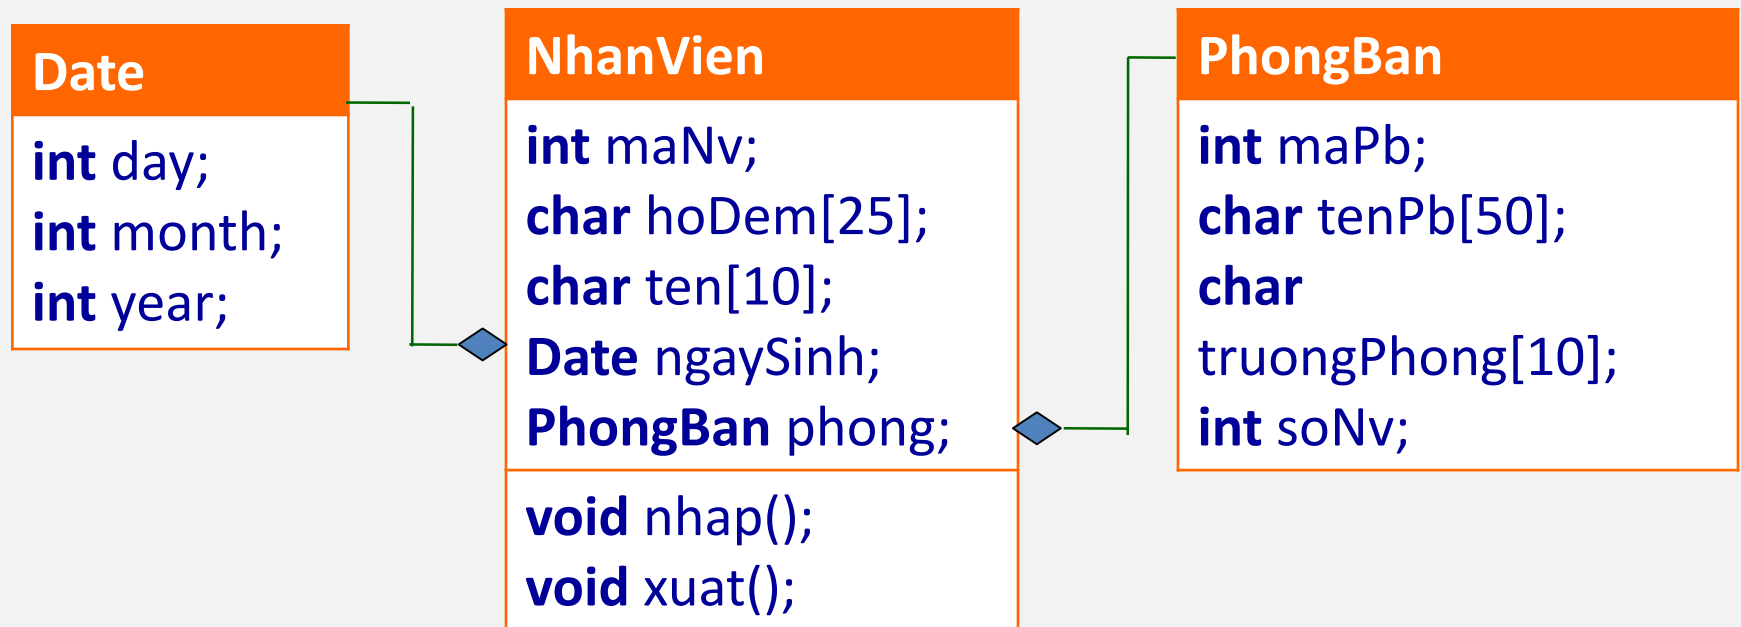 Date
int day;
int month;
int year;
NhanVien
int maNv;
char hoDem[25];
char ten[10];
Date ngaySinh;
PhongBan phong;
void nhap();
void xuat();
PhongBan
int maPb;
char tenPb[50];
char
truongPhong[10];
int soNv;